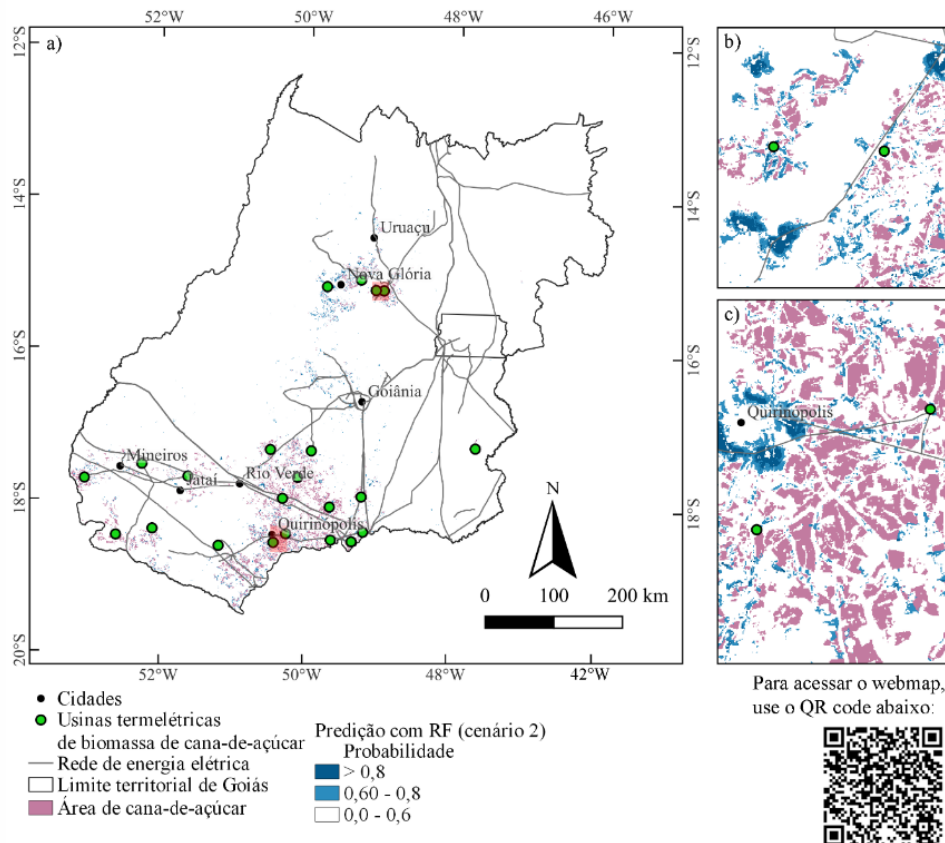 50°W 48°W 46°W
12°S
a)
12°S
14°S
14°S
16°S
16°S
18°S
18°S
20°S
Uruaçu
Nova Glória
Goiânia
Mineiros
Jataí
Rio Verde
Quirinópolis
N
0 100 200 km
52°W 50°W 48°W 46°W 44°W 42°W
b)
c)
Quirinópolis
Cidades
Usinas termelétricas
de biomassa de cana-de-açúcar
Rede de energia elétrica
Limite territorial de Goiás
Área de cana-de-açúcar
Predição com RF (cenário 2)
Probabilidade
> 0,8
0,60 - 0,8
0,0 - 0,6
Para acessar o webmap,
use o QR code abaixo: